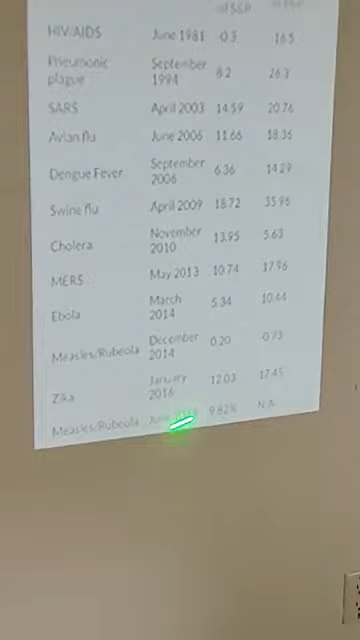 of S&P
HIV/AIDS June 1981 -0.3 -16.5
Pneumonic September 8.2 26.3
plague 1994
SARS April 2003 14.59 20.76
Avian flu June 2006 11.66 18.36
Dengue Fever September 6.36 14.29
2006
Swine flu April 2009 18.72 35.96
Cholera November 13.95 5.63
2010
MERS May 2013 10.74 17.96
Ebola March 5.34 10.44
2014
Measles/Rubeola December 0.20 -0.73
2014
Zika January 12.03 17.45
2016
Measles/Rubeola June 9.82% N/A